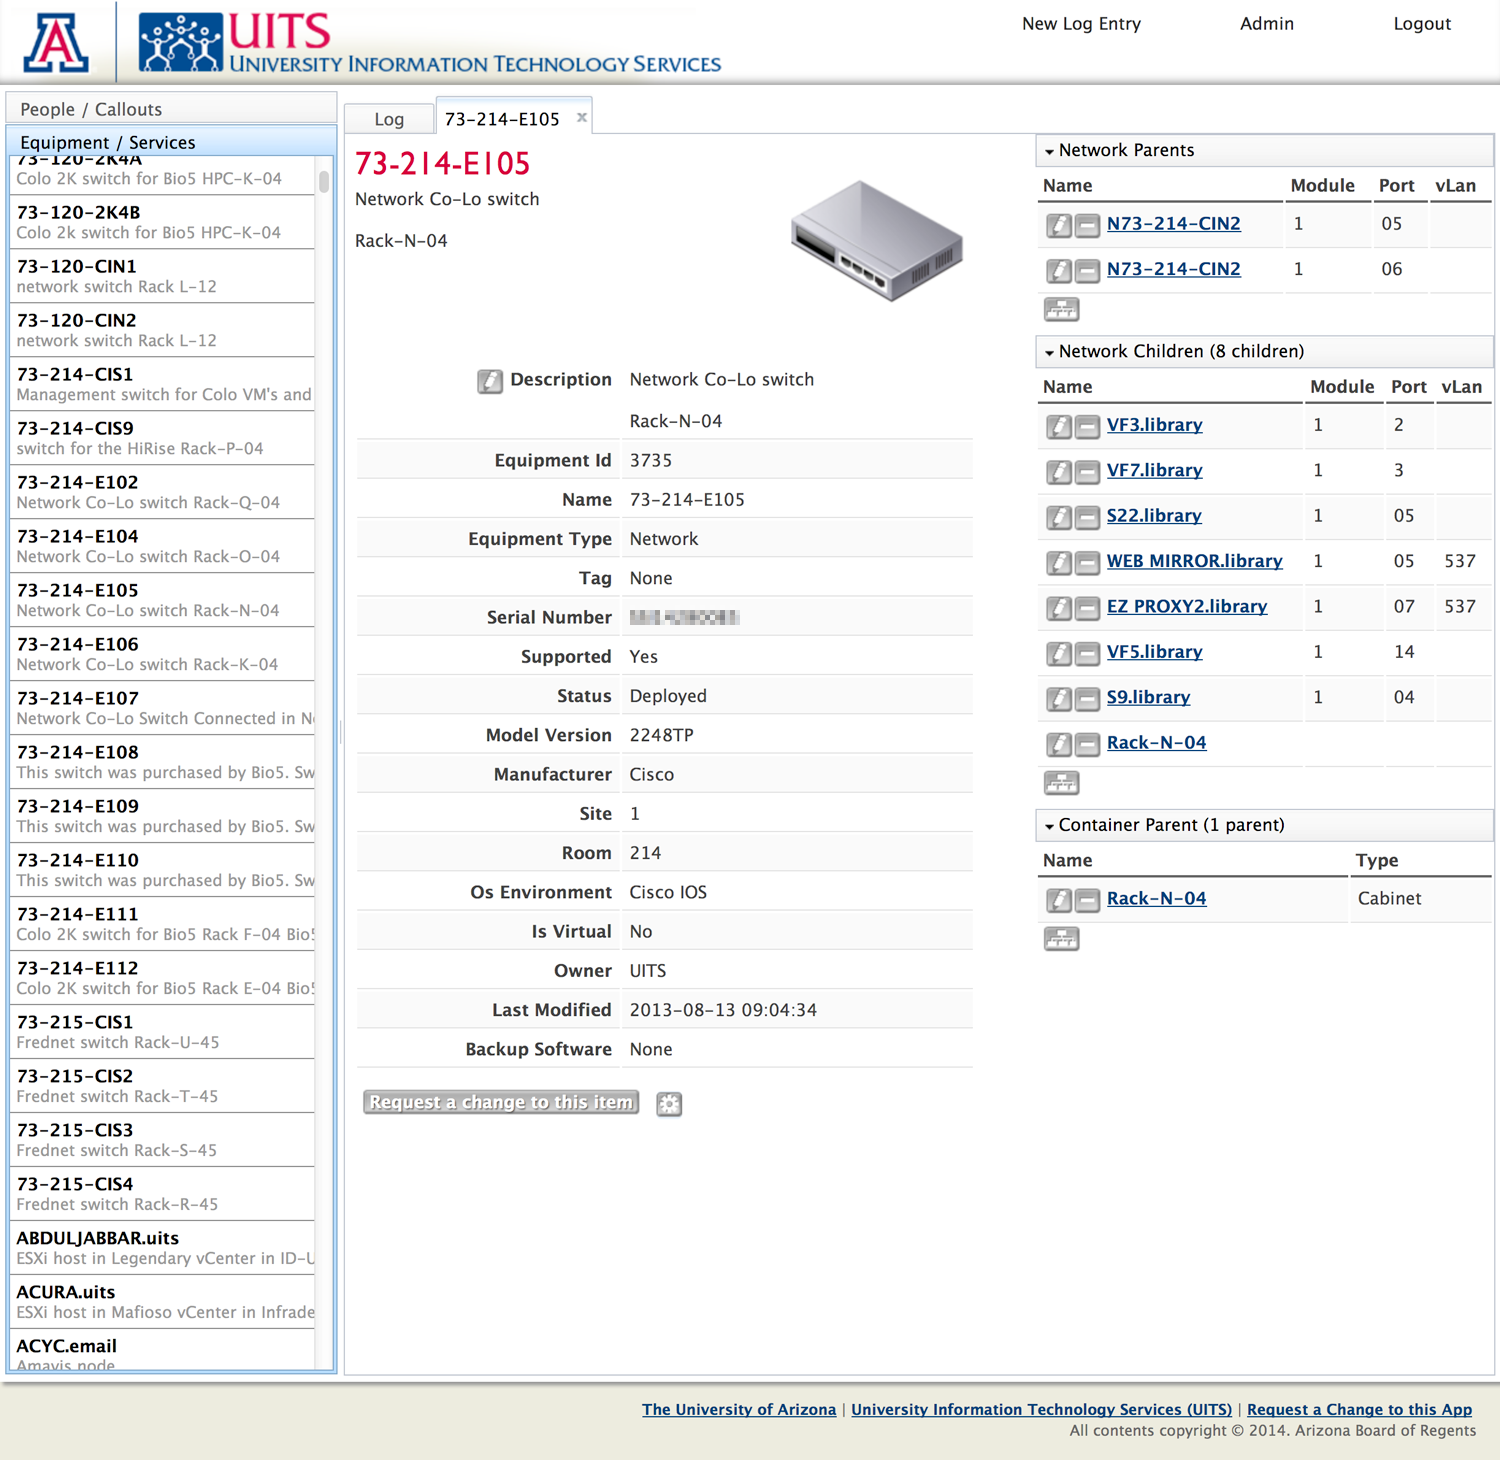 UITS
UNIVERSITY INFORMATION TECHNOLOGY SERVICES
New Log Entry
Admin
Logout
People / Callouts
Equipment / Services
73-120-2K4A
Colo 2K switch for Bio5 HPC-K-04
73-120-2K4B
Colo 2k switch for Bio5 HPC-K-04
73-120-CIN1
network switch Rack L-12
73-120-CIN2
network switch Rack L-12
73-214-CIS1
Management switch for Colo VM's and
73-214-CIS9
switch for the HiRise Rack-P-04
73-214-E102
Network Co-Lo switch Rack-Q-04
73-214-E104
Network Co-Lo switch Rack-O-04
73-214-E105
Network Co-Lo switch Rack-N-04
73-214-E106
Network Co-Lo switch Rack-K-04
73-214-E107
Network Co-Lo Switch Connected in N
73-214-E108
This switch was purchased by Bio5. Sw
73-214-E109
This switch was purchased by Bio5. Sw
73-214-E110
This switch was purchased by Bio5. Sw
73-214-E111
Colo 2K switch for Bio5 Rack F-04 Bio5
73-214-E112
Colo 2K switch for Bio5 Rack E-04 Bio5
73-215-CIS1
Frednet switch Rack-U-45
73-215-CIS2
Frednet switch Rack-T-45
73-215-CIS3
Frednet switch Rack-S-45
73-215-CIS4
Frednet switch Rack-R-45
ABDULJABBAR.uits
ESXi host in Legendary vCenter in ID-U
ACURA.uits
ESXi host in Mafioso vCenter in Infrade
ACYC.email
Amavis node
Log
73-214-E105 x
73-214-E105
Network Co-Lo switch
Rack-N-04
Description Network Co-Lo switch
Rack-N-04
Equipment Id 3735
Name 73-214-E105
Equipment Type Network
Tag None
Serial Number
Supported Yes
Status Deployed
Model Version 2248TP
Manufacturer Cisco
Site 1
Room 214
Os Environment Cisco IOS
Is Virtual No
Owner UITS
Last Modified 2013-08-13 09:04:34
Backup Software None
Request a change to this item
Network Parents
Name Module Port vLan
N73-214-CIN2 1 05
N73-214-CIN2 1 06
Network Children (8 children)
Name Module Port vLan
VF3.library 1 2
VF7.library 1 3
S22.library 1 05
WEB MIRROR.library 1 05 537
EZ PROXY2.library 1 07 537
VF5.library 1 14
S9.library 1 04
Rack-N-04
Container Parent (1 parent)
Name Type
Rack-N-04 Cabinet
The University of Arizona | University Information Technology Services (UITS) | Request a Change to this App
All contents copyright © 2014. Arizona Board of Regents